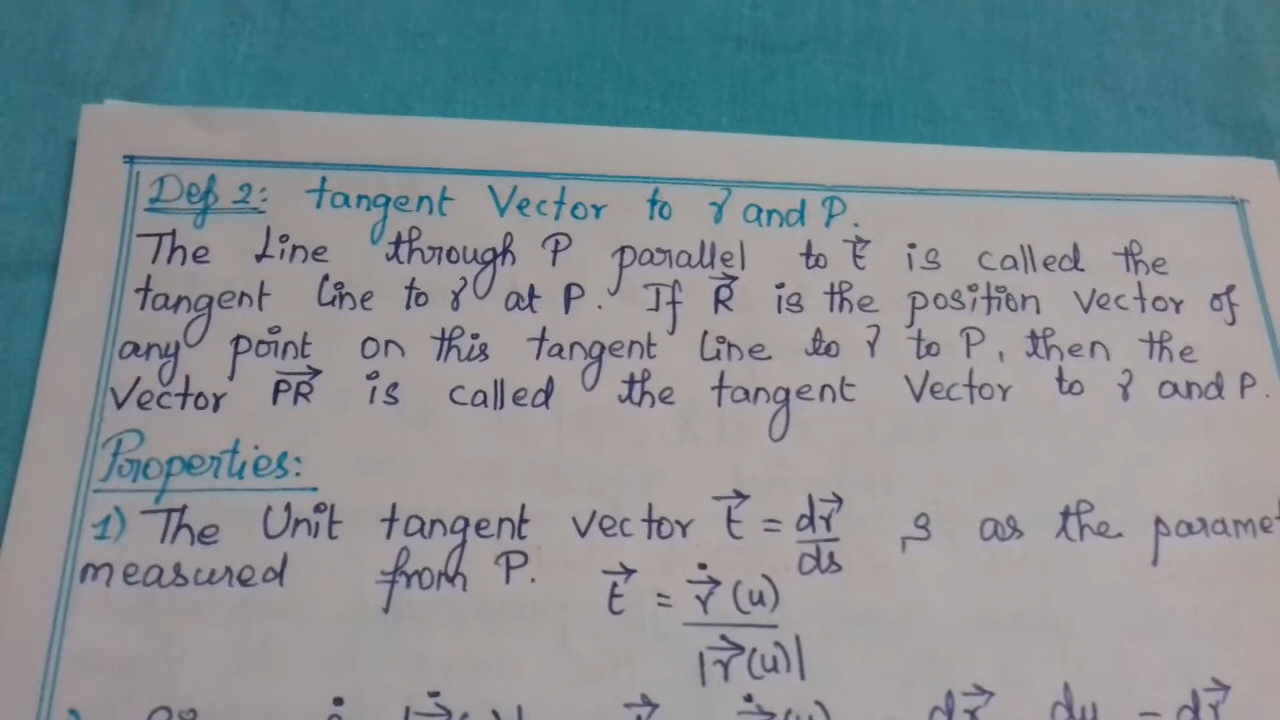 Def 2: tangent Vector to γ and P.
The Line through P parallel to t⃗ is called the
tangent line to γ at P. If R⃗ is the position vector of
any point on this tangent line to γ to P, then the
Vector PR⃗ is called the tangent Vector to γ and P.
Properties:
1) The Unit tangent vector t⃗ = dr⃗/ds, s as the parame
measured from P. t⃗ = ṙ⃗(u)/|r⃗(u)|